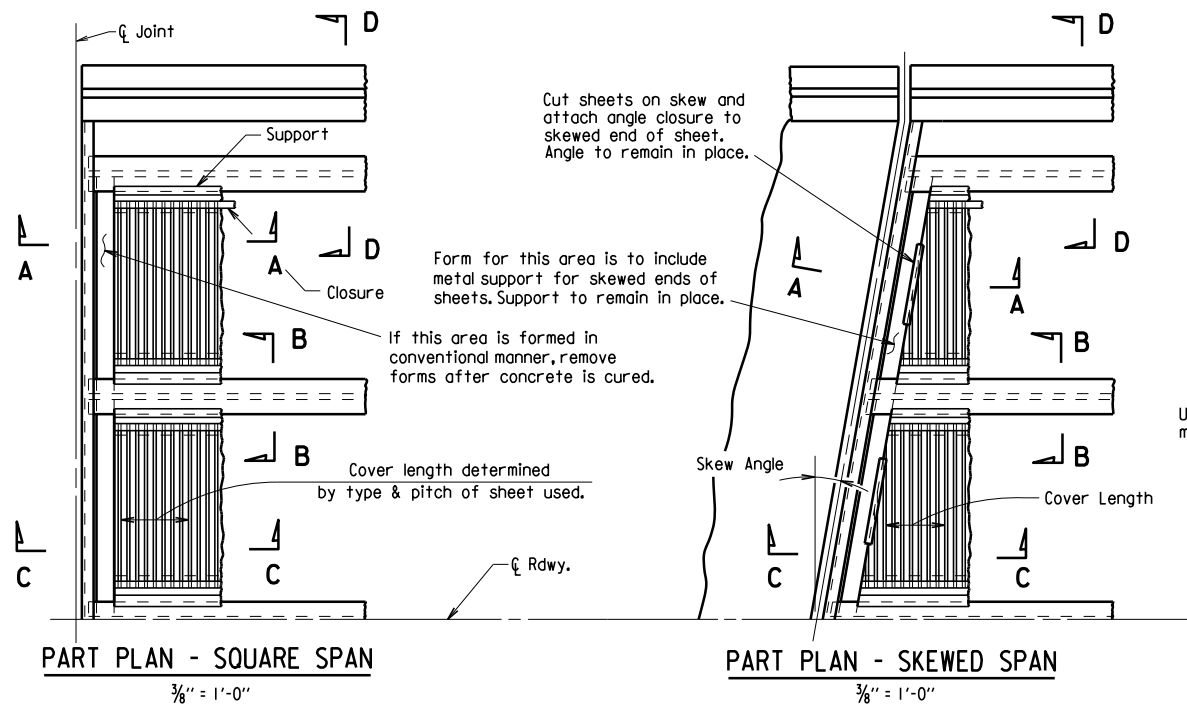 ℄ Joint
D
Support
A
A
D
Closure
If this area is formed in
conventional manner, remove
forms after concrete is cured.
B
B
Cover length determined
by type & pitch of sheet used.
C
C
℄ Rdwy.
PART PLAN - SQUARE SPAN
3/8" = 1'-0"
D
Cut sheets on skew and
attach angle closure to
skewed end of sheet.
Angle to remain in place.
D
Form for this area is to include
metal support for skewed ends of
sheets. Support to remain in place.
A
A
B
B
Skew Angle
Cover Length
C
C
PART PLAN - SKEWED SPAN
3/8" = 1'-0"
U
m